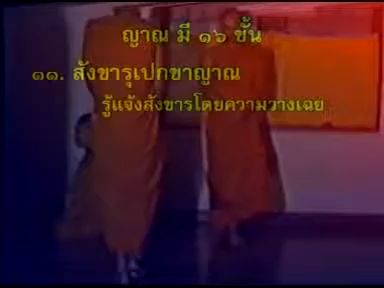 ญาณ มี ๑๖ ชั้น
๑๑. สังขารุเปกขาญาณ
รู้แจ้งสังขารโดยความวางเฉย